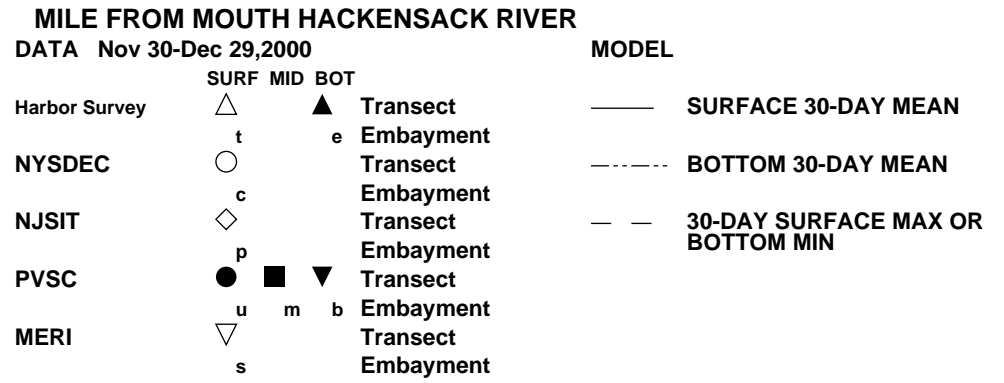 MILE FROM MOUTH HACKENSACK RIVER
DATA Nov 30-Dec 29,2000 MODEL
SURF MID BOT
Harbor Survey Transect SURFACE 30-DAY MEAN
t e Embayment
NYSDEC Transect BOTTOM 30-DAY MEAN
c Embayment
NJSIT Transect 30-DAY SURFACE MAX OR
BOTTOM MIN
p Embayment
PVSC Transect
u m b Embayment
MERI Transect
s Embayment